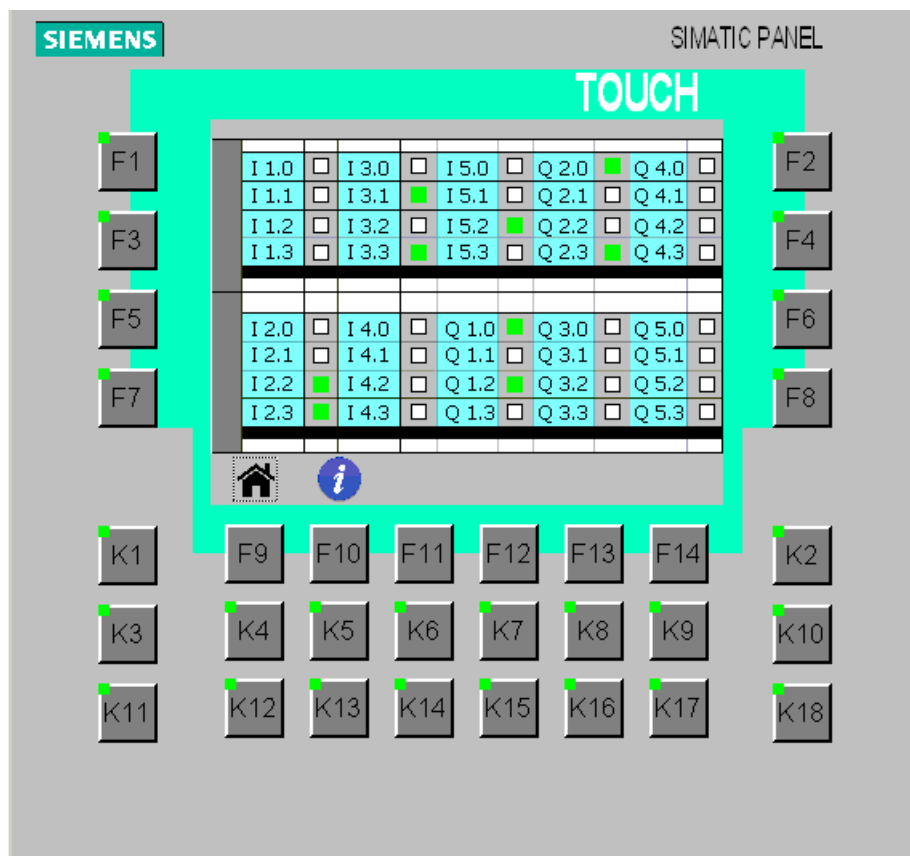 SIEMENS SIMATIC PANEL
TOUCH
F1 F2
I 1.0 I 3.0 I 5.0 Q 2.0 Q 4.0
I 1.1 I 3.1 I 5.1 Q 2.1 Q 4.1
I 1.2 I 3.2 I 5.2 Q 2.2 Q 4.2
I 1.3 I 3.3 I 5.3 Q 2.3 Q 4.3
F3 F4
F5 F6
I 2.0 I 4.0 Q 1.0 Q 3.0 Q 5.0
I 2.1 I 4.1 Q 1.1 Q 3.1 Q 5.1
I 2.2 I 4.2 Q 1.2 Q 3.2 Q 5.2
I 2.3 I 4.3 Q 1.3 Q 3.3 Q 5.3
F7 F8
i
K1 F9 F10 F11 F12 F13 F14 K2
K3 K4 K5 K6 K7 K8 K9 K10
K11 K12 K13 K14 K15 K16 K17 K18